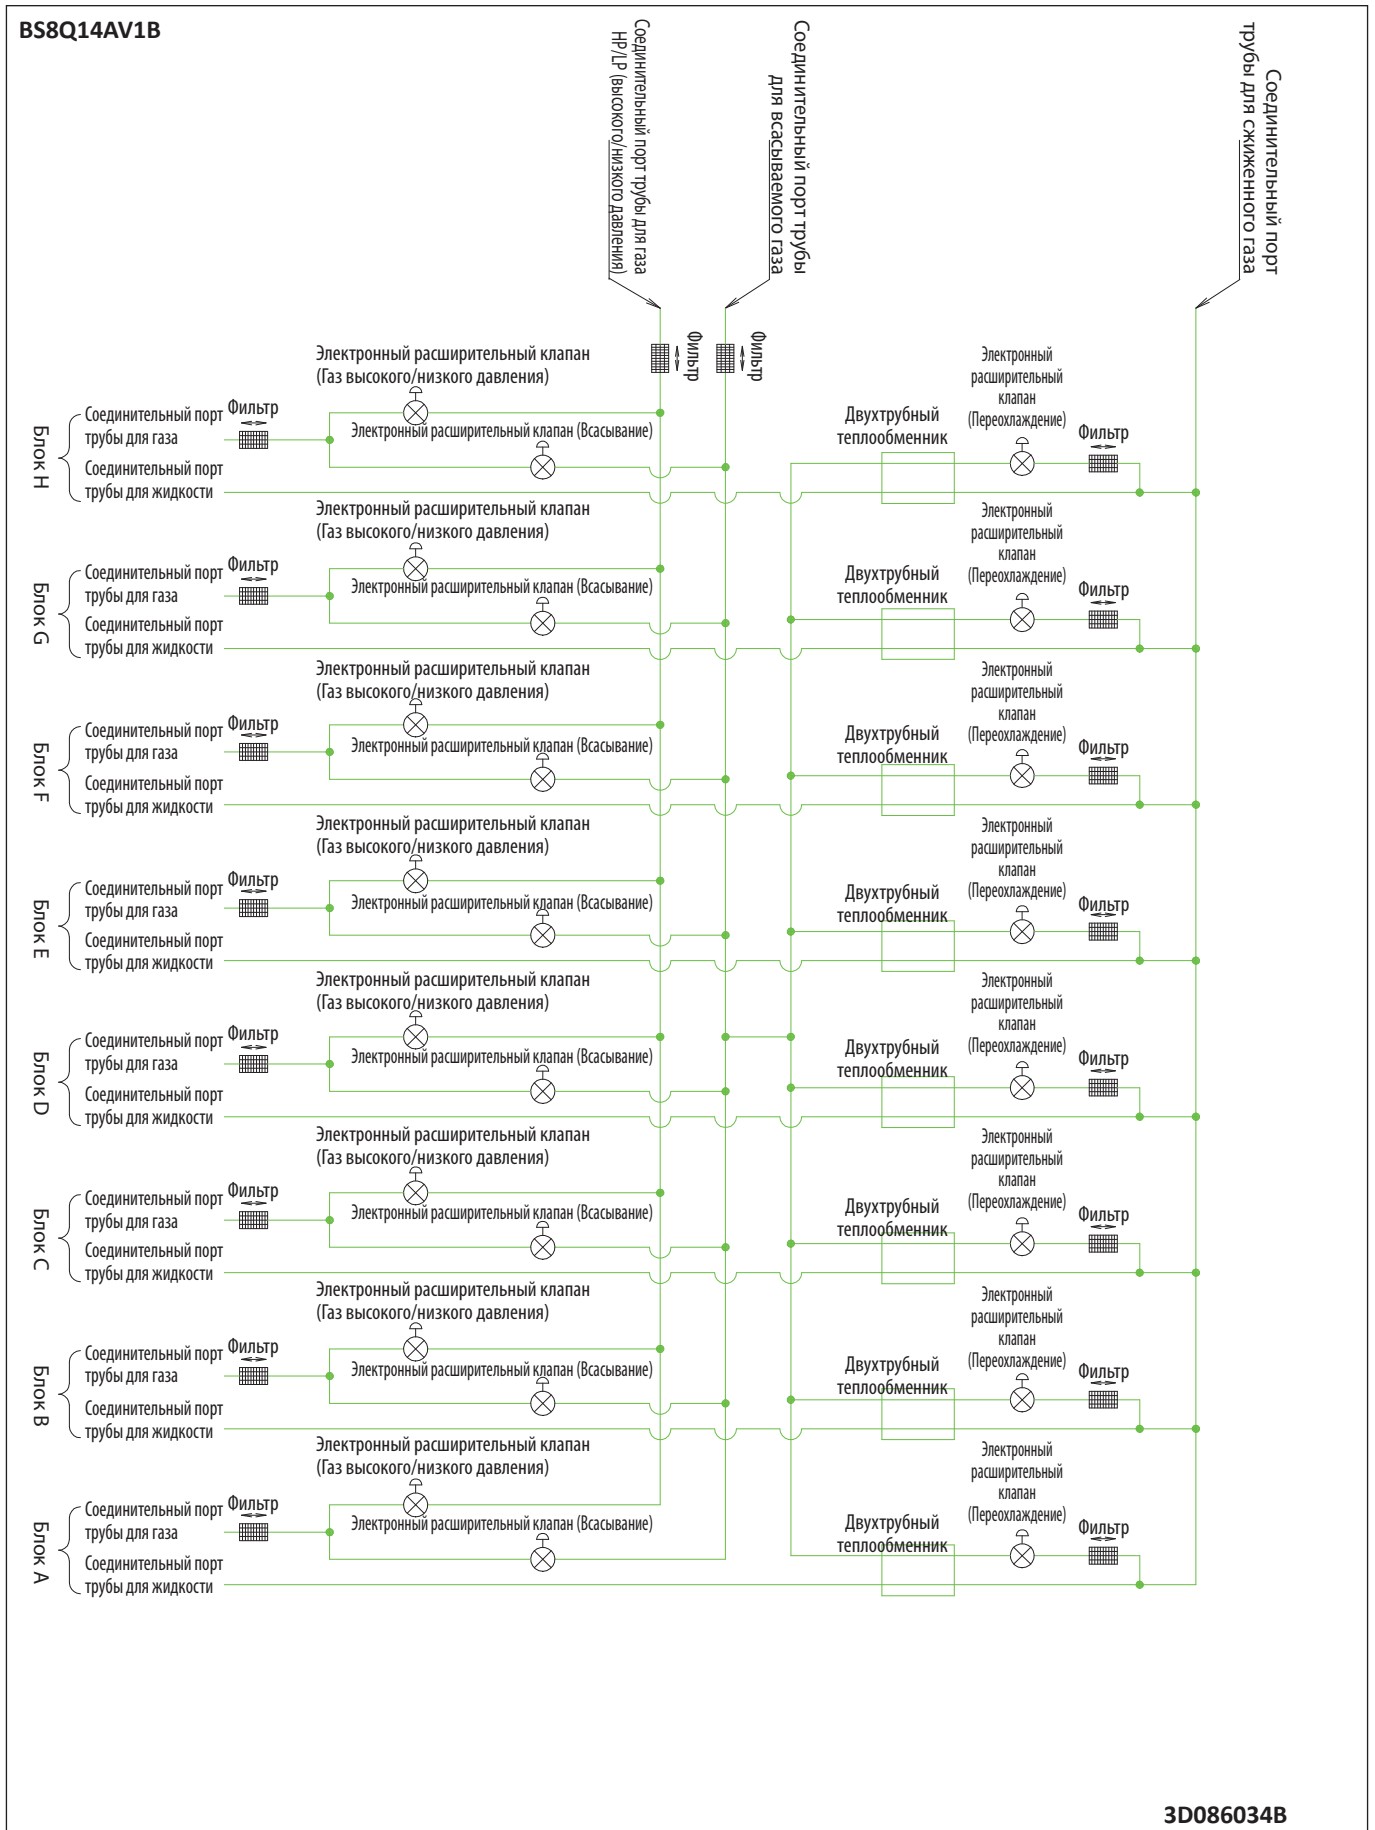 BS8Q14AV1B
Соединительный порт трубы для газа
HP/LP (высокого/низкого давления)
Соединительный порт трубы
для всасываемого газа
Соединительный порт
трубы для сжиженного газа
Фильтр
Фильтр
Блок H
Соединительный порт
трубы для газа
Соединительный порт
трубы для жидкости
Фильтр
Электронный расширительный клапан
(Газ высокого/низкого давления)
Электронный расширительный клапан (Всасывание)
Двухтрубный
теплообменник
Электронный
расширительный
клапан
(Переохлаждение)
Фильтр
Блок G
Соединительный порт
трубы для газа
Соединительный порт
трубы для жидкости
Фильтр
Электронный расширительный клапан
(Газ высокого/низкого давления)
Электронный расширительный клапан (Всасывание)
Двухтрубный
теплообменник
Электронный
расширительный
клапан
(Переохлаждение)
Фильтр
Блок F
Соединительный порт
трубы для газа
Соединительный порт
трубы для жидкости
Фильтр
Электронный расширительный клапан
(Газ высокого/низкого давления)
Электронный расширительный клапан (Всасывание)
Двухтрубный
теплообменник
Электронный
расширительный
клапан
(Переохлаждение)
Фильтр
Блок E
Соединительный порт
трубы для газа
Соединительный порт
трубы для жидкости
Фильтр
Электронный расширительный клапан
(Газ высокого/низкого давления)
Электронный расширительный клапан (Всасывание)
Двухтрубный
теплообменник
Электронный
расширительный
клапан
(Переохлаждение)
Фильтр
Блок D
Соединительный порт
трубы для газа
Соединительный порт
трубы для жидкости
Фильтр
Электронный расширительный клапан
(Газ высокого/низкого давления)
Электронный расширительный клапан (Всасывание)
Двухтрубный
теплообменник
Электронный
расширительный
клапан
(Переохлаждение)
Фильтр
Блок C
Соединительный порт
трубы для газа
Соединительный порт
трубы для жидкости
Фильтр
Электронный расширительный клапан
(Газ высокого/низкого давления)
Электронный расширительный клапан (Всасывание)
Двухтрубный
теплообменник
Электронный
расширительный
клапан
(Переохлаждение)
Фильтр
Блок B
Соединительный порт
трубы для газа
Соединительный порт
трубы для жидкости
Фильтр
Электронный расширительный клапан
(Газ высокого/низкого давления)
Электронный расширительный клапан (Всасывание)
Двухтрубный
теплообменник
Электронный
расширительный
клапан
(Переохлаждение)
Фильтр
Блок A
Соединительный порт
трубы для газа
Соединительный порт
трубы для жидкости
Фильтр
Электронный расширительный клапан
(Газ высокого/низкого давления)
Электронный расширительный клапан (Всасывание)
Двухтрубный
теплообменник
Электронный
расширительный
клапан
(Переохлаждение)
Фильтр
3D086034B